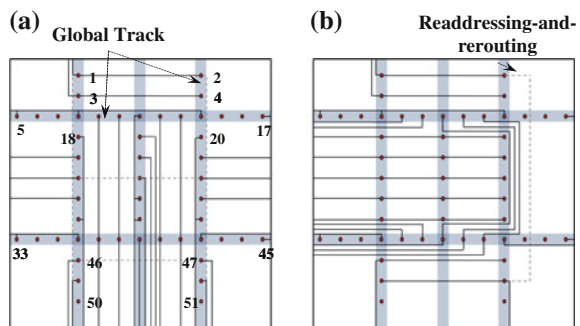 (a)
Global Track
1 2
3 4
5 17
18 20
33 45
46 47
50 51
(b)
Readdressing-and-
rerouting